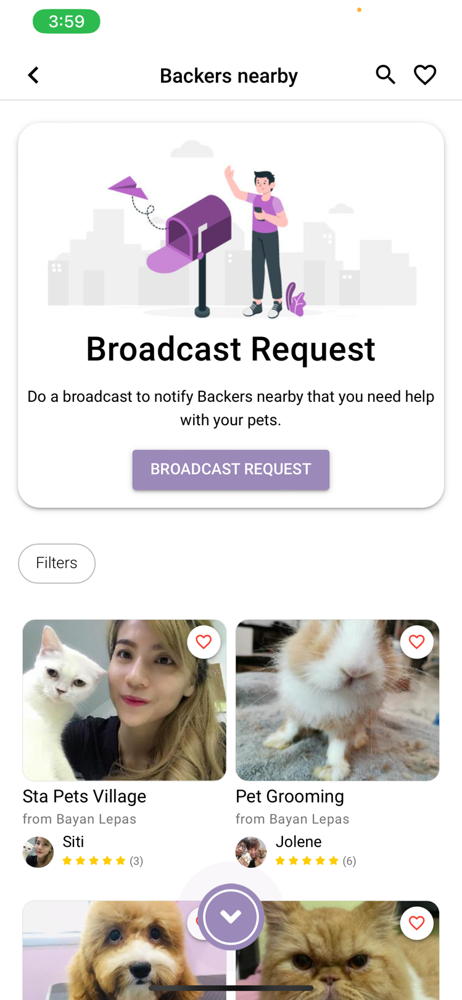 3:59
Backers nearby
Broadcast Request
Do a broadcast to notify Backers nearby that you need help
with your pets.
BROADCAST REQUEST
Filters
Sta Pets Village
from Bayan Lepas
Siti
(3)
Pet Grooming
from Bayan Lepas
Jolene
(6)